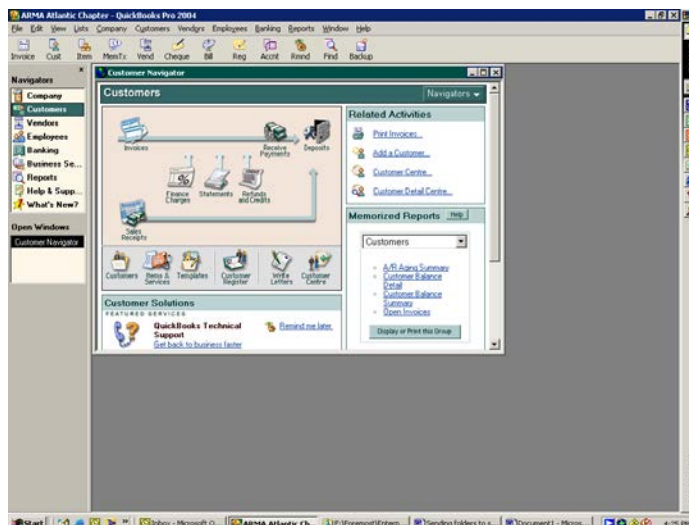 ARMA Atlantic Chapter - QuickBooks Pro 2004
File Edit View Lists Company Customers Vendors Employees Banking Reports Window Help
Invoice Cust Item MemTx Vend Cheque Bill Reg Accnt Rmnd Find Backup
Navigators
Company
Customers
Vendors
Employees
Banking
Business Se...
Reports
Help & Supp...
What's New?
Open Windows
Customer Navigator
Customer Navigator
Customers
Navigators
Invoices
Receive Payments
Deposits
Finance Charges
Statements
Refunds and Credits
Sales Receipts
Customers
Items & Services
Templates
Customer Register
Write Letters
Customer Centre
Customer Solutions
FEATURED SERVICES
QuickBooks Technical Support
Get back to business faster
Remind me later.
Related Activities
Print Invoices...
Add a Customer...
Customer Centre...
Customer Detail Centre...
Memorized Reports Help
Customers
A/R Aging Summary
Customer Balance Detail
Customer Balance Summary
Open Invoices
Display or Print this Group
Start
Inbox - Microsoft O...
ARMA Atlantic Ch...
Sending folders to s...
Document1 - Micros...